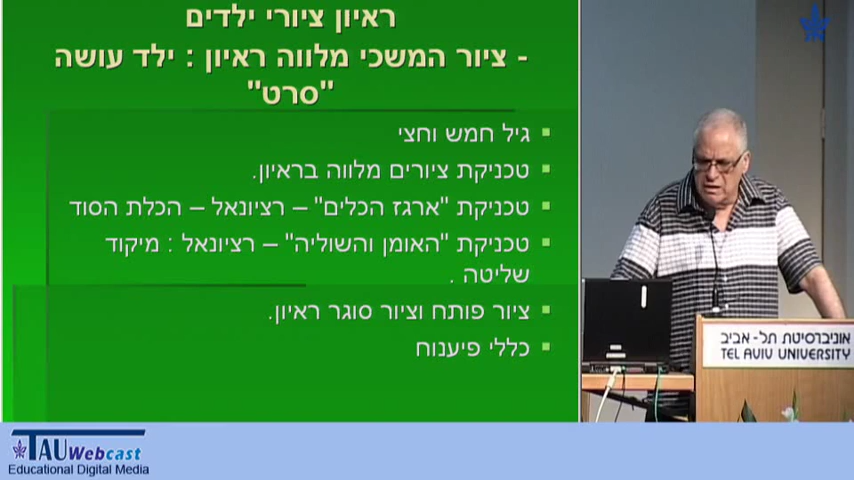 ראיון ציורי ילדים
- ציור המשכי מלווה ראיון : ילד עושה
"סרט"
גיל חמש וחצי
טכניקת ציורים מלווה בראיון.
טכניקת "ארגז הכלים" – רציונאל – הכלת הסוד
טכניקת "האומן והשוליה" – רציונאל : מיקוד
שליטה .
ציור פותח וציור סוגר ראיון.
כללי פיענוח
אוניברסיטת תל-אביב
TEL AVIV UNIVERSITY
TAU Webcast
Educational Digital Media